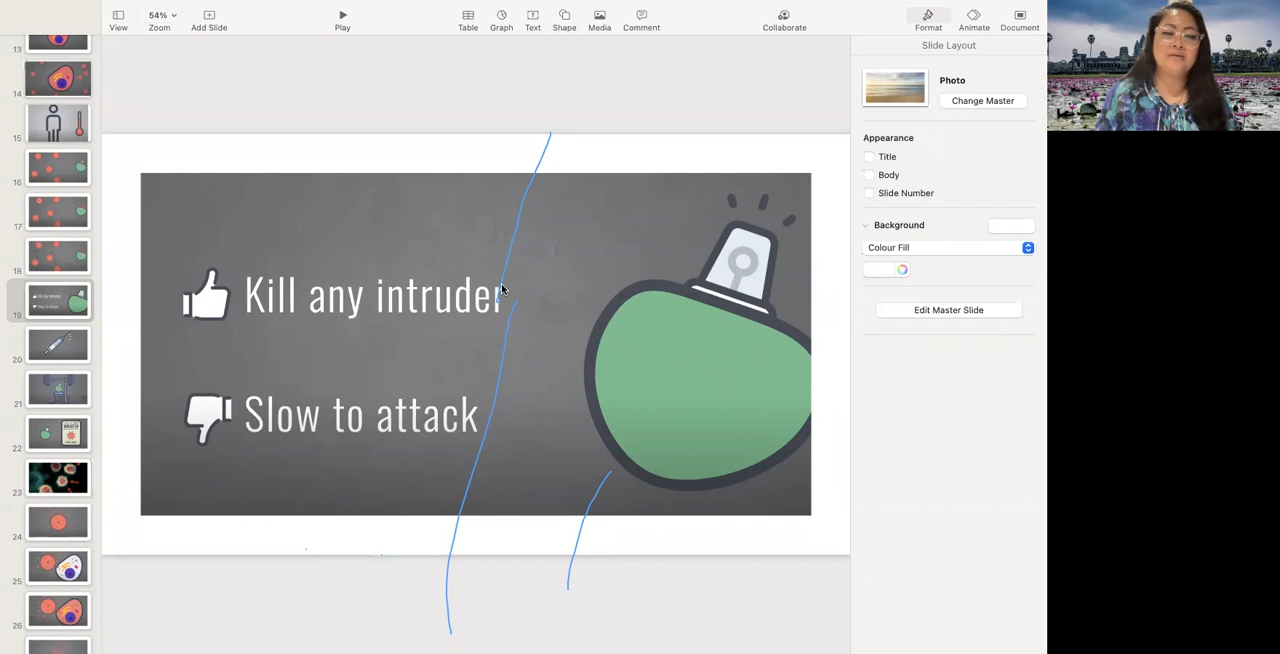 View
54%
Zoom
Add Slide
Play
Table
Graph
Text
Shape
Media
Comment
Collaborate
Format
Animate
Document
Slide Layout
Photo
Change Master
Appearance
Title
Body
Slide Number
Background
Colour Fill
Edit Master Slide
13
14
15
16
17
18
19
20
21
22
23
24
25
26
Kill any intruder
Slow to attack